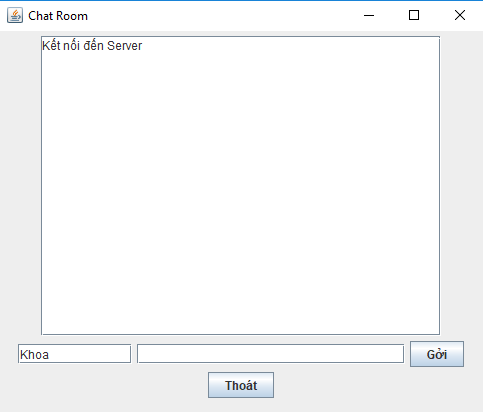 Chat Room
Kết nối đến Server
Khoa
Gởi
Thoát